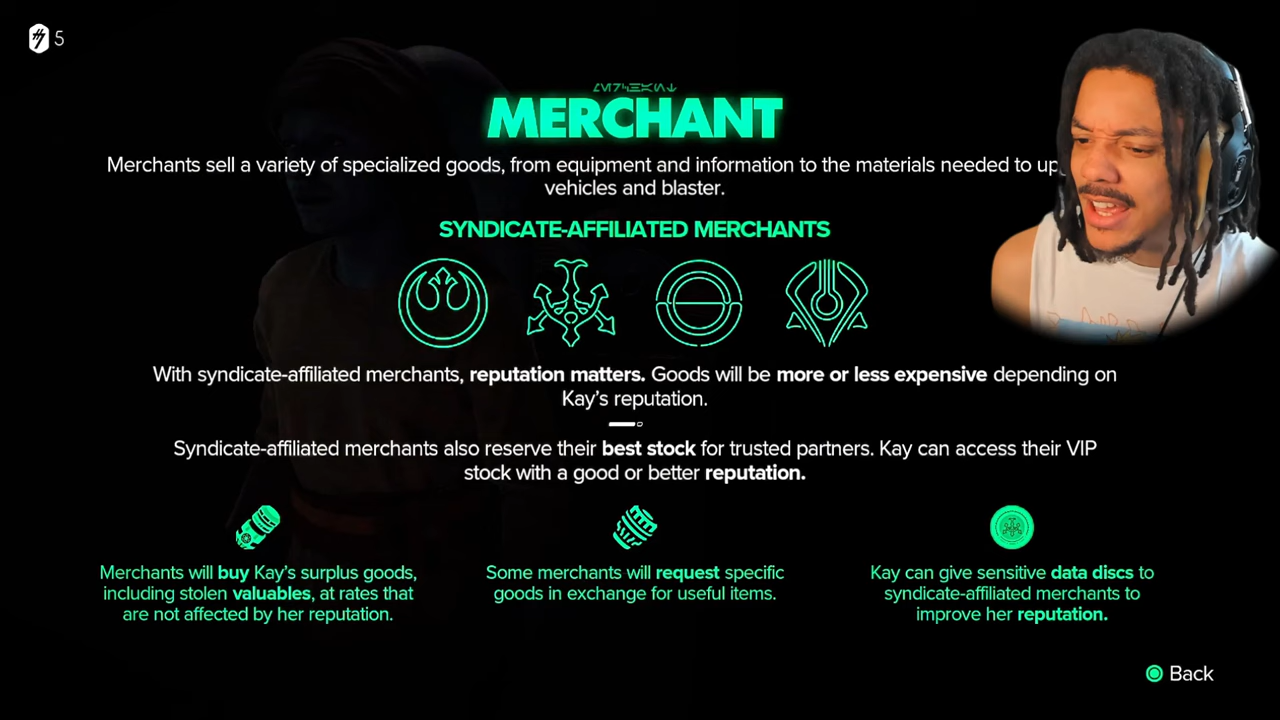 5
MERCHANT
Merchants sell a variety of specialized goods, from equipment and information to the materials needed to
vehicles and blaster.
SYNDICATE-AFFILIATED MERCHANTS
With syndicate-affiliated merchants, reputation matters. Goods will be more or less expensive depending on
Kay's reputation.
Syndicate-affiliated merchants also reserve their best stock for trusted partners. Kay can access their VIP
stock with a good or better reputation.
Merchants will buy Kay's surplus goods,
including stolen valuables, at rates that
are not affected by her reputation.
Some merchants will request specific
goods in exchange for useful items.
Kay can give sensitive data discs to
syndicate-affiliated merchants to
improve her reputation.
Back